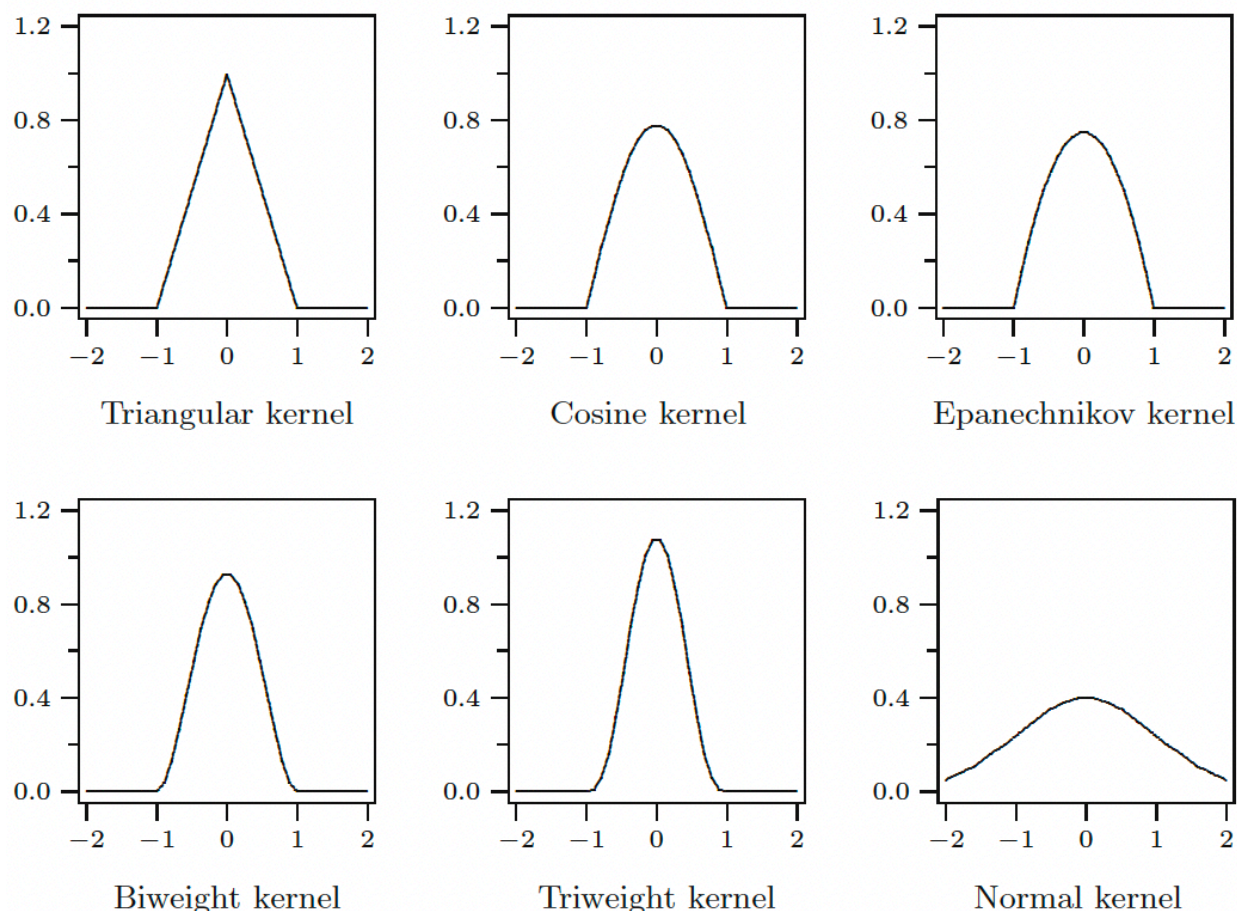 1.2
0.8
0.4
0.0
−2 −1 0 1 2
Triangular kernel
1.2
0.8
0.4
0.0
−2 −1 0 1 2
Cosine kernel
1.2
0.8
0.4
0.0
−2 −1 0 1 2
Epanechnikov kernel
1.2
0.8
0.4
0.0
−2 −1 0 1 2
Biweight kernel
1.2
0.8
0.4
0.0
−2 −1 0 1 2
Triweight kernel
1.2
0.8
0.4
0.0
−2 −1 0 1 2
Normal kernel